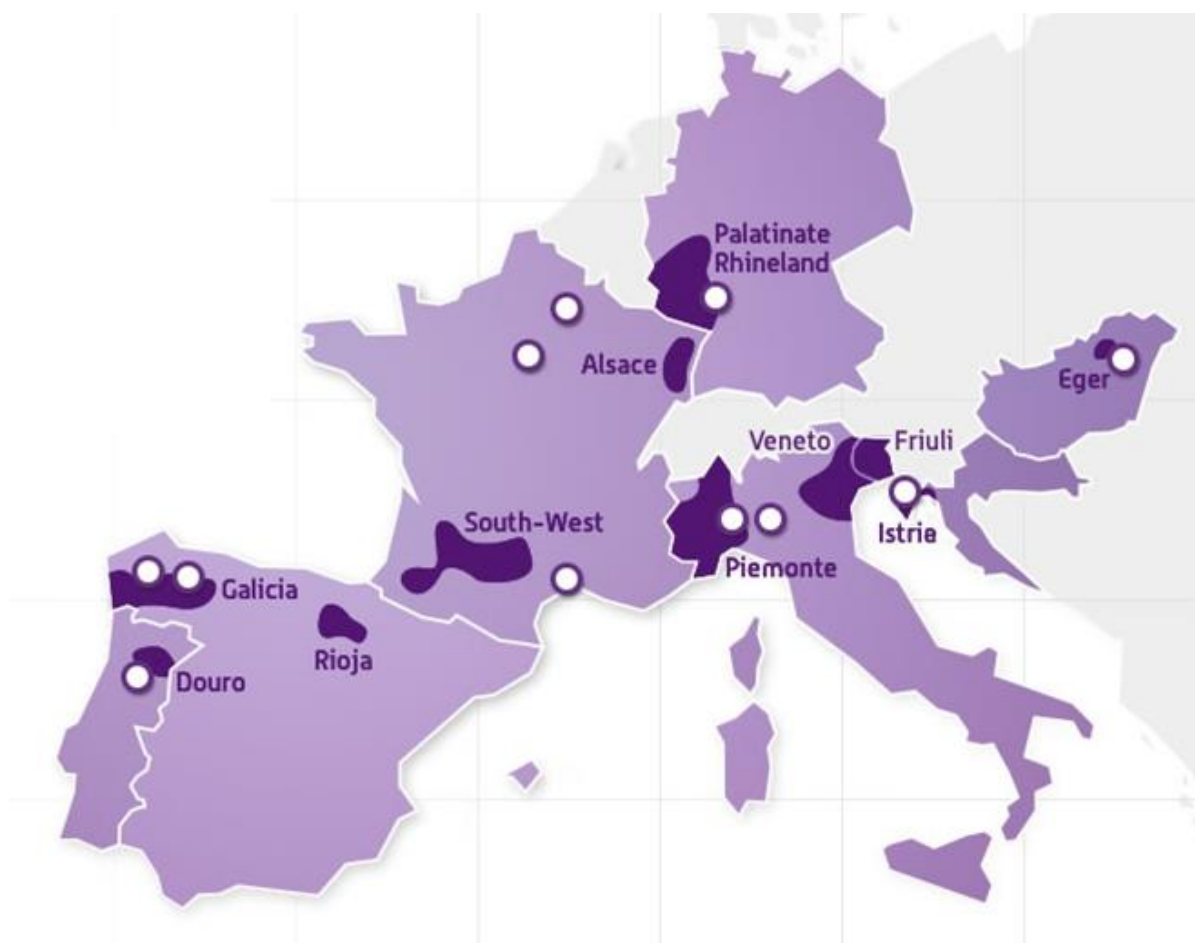 Palatinate
Rhineland
Alsace
Eger
Veneto
Friuli
South-West
Istrie
Piemonte
Galicia
Rioja
Douro